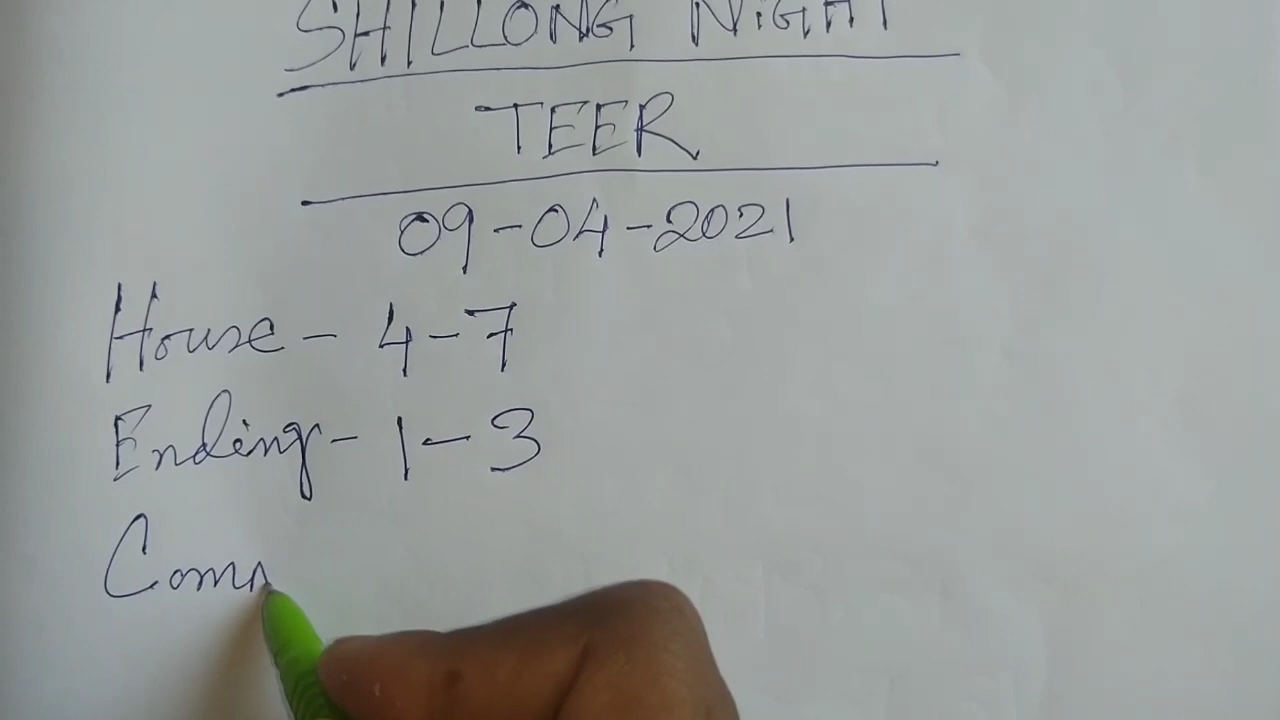 SHILLONG NIGHT
TEER
09-04-2021
House - 4-7
Ending - 1-3